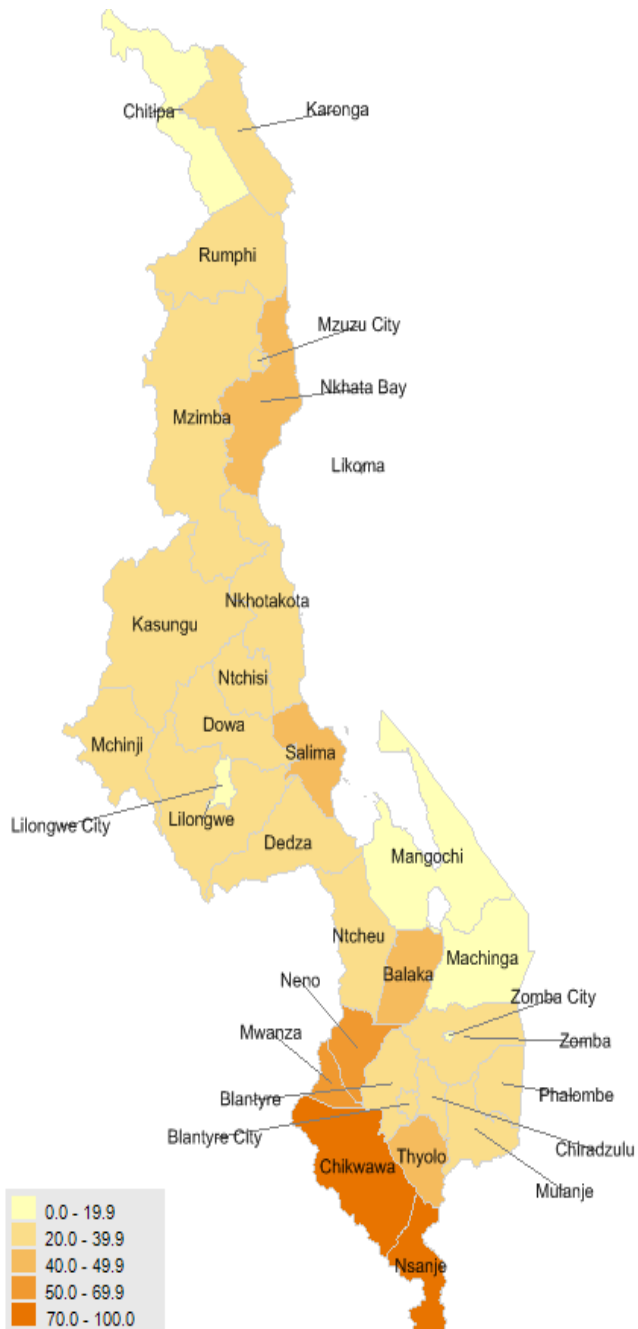 Chitipa
Karonga
Rumphi
Mzuzu City
Nkhata Bay
Mzimba
Likoma
Nkhotakota
Kasungu
Ntchisi
Dowa
Mchinji
Salima
Lilongwe City
Lilongwe
Dedza
Mangochi
Ntcheu
Machinga
Balaka
Neno
Zomba City
Mwanza
Zomba
Blantyre
Phalombe
Blantyre City
Chiradzulu
Thyolo
Chikwawa
Mulanje
Nsanje
0.0 - 19.9
20.0 - 39.9
40.0 - 49.9
50.0 - 69.9
70.0 - 100.0